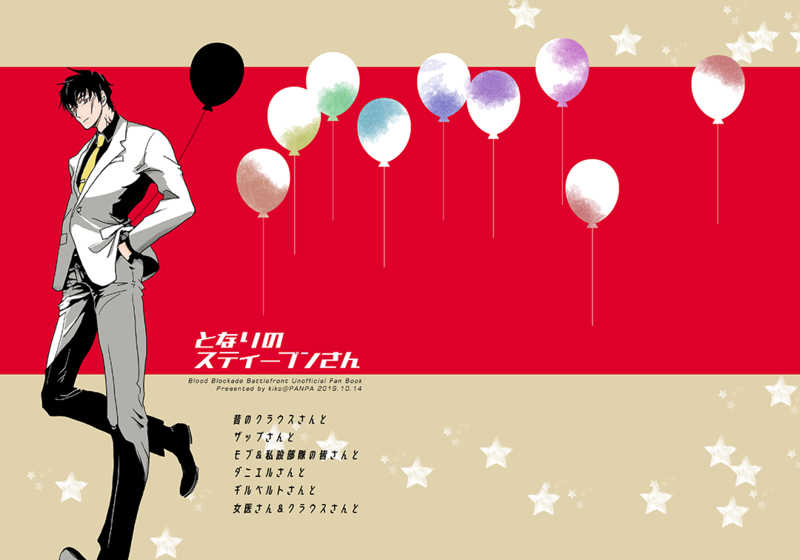 となりの
スティーブンさん
Blood Blockade Battlefront Unofficial Fan Book
Presented by kiko@PANPA 2015.10.14
昔のクラウスさんと
ザップさんと
モブ&私設部隊の皆さんと
ダニエルさんと
ギルベルトさんと
女医さん&クラウスさんと